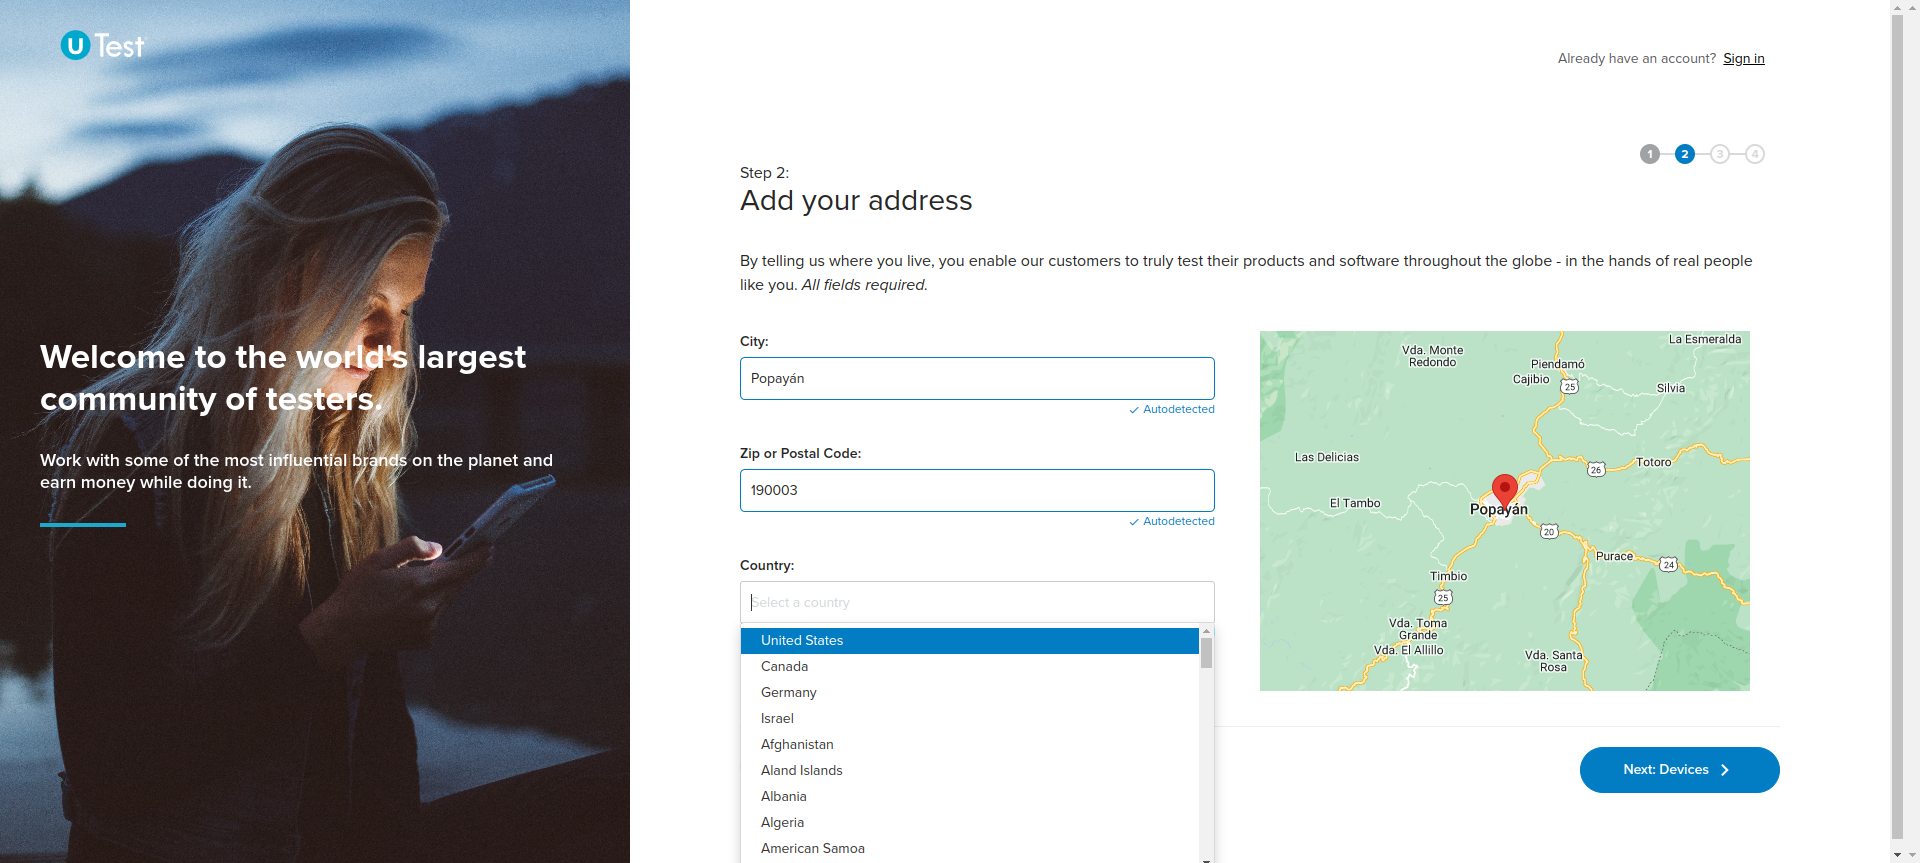 U Test
Already have an account? Sign in
1 2 3 4
Step 2:
Add your address
By telling us where you live, you enable our customers to truly test their products and software throughout the globe - in the hands of real people
like you. All fields required.
Welcome to the world's largest
community of testers.
Work with some of the most influential brands on the planet and
earn money while doing it.
City:
Popayán
Autodetected
Zip or Postal Code:
190003
Autodetected
Country:
Select a country
United States
Canada
Germany
Israel
Afghanistan
Aland Islands
Albania
Algeria
American Samoa
La Esmeralda
Vda. Monte
Redondo
Piendamó
Cajibio
25
Silvia
Las Delicias
26
Totoro
El Tambo
Popayán
20
Purace
24
Timbio
25
Vda. Toma
Grande
Vda. El Allillo
Vda. Santa
Rosa
Next: Devices